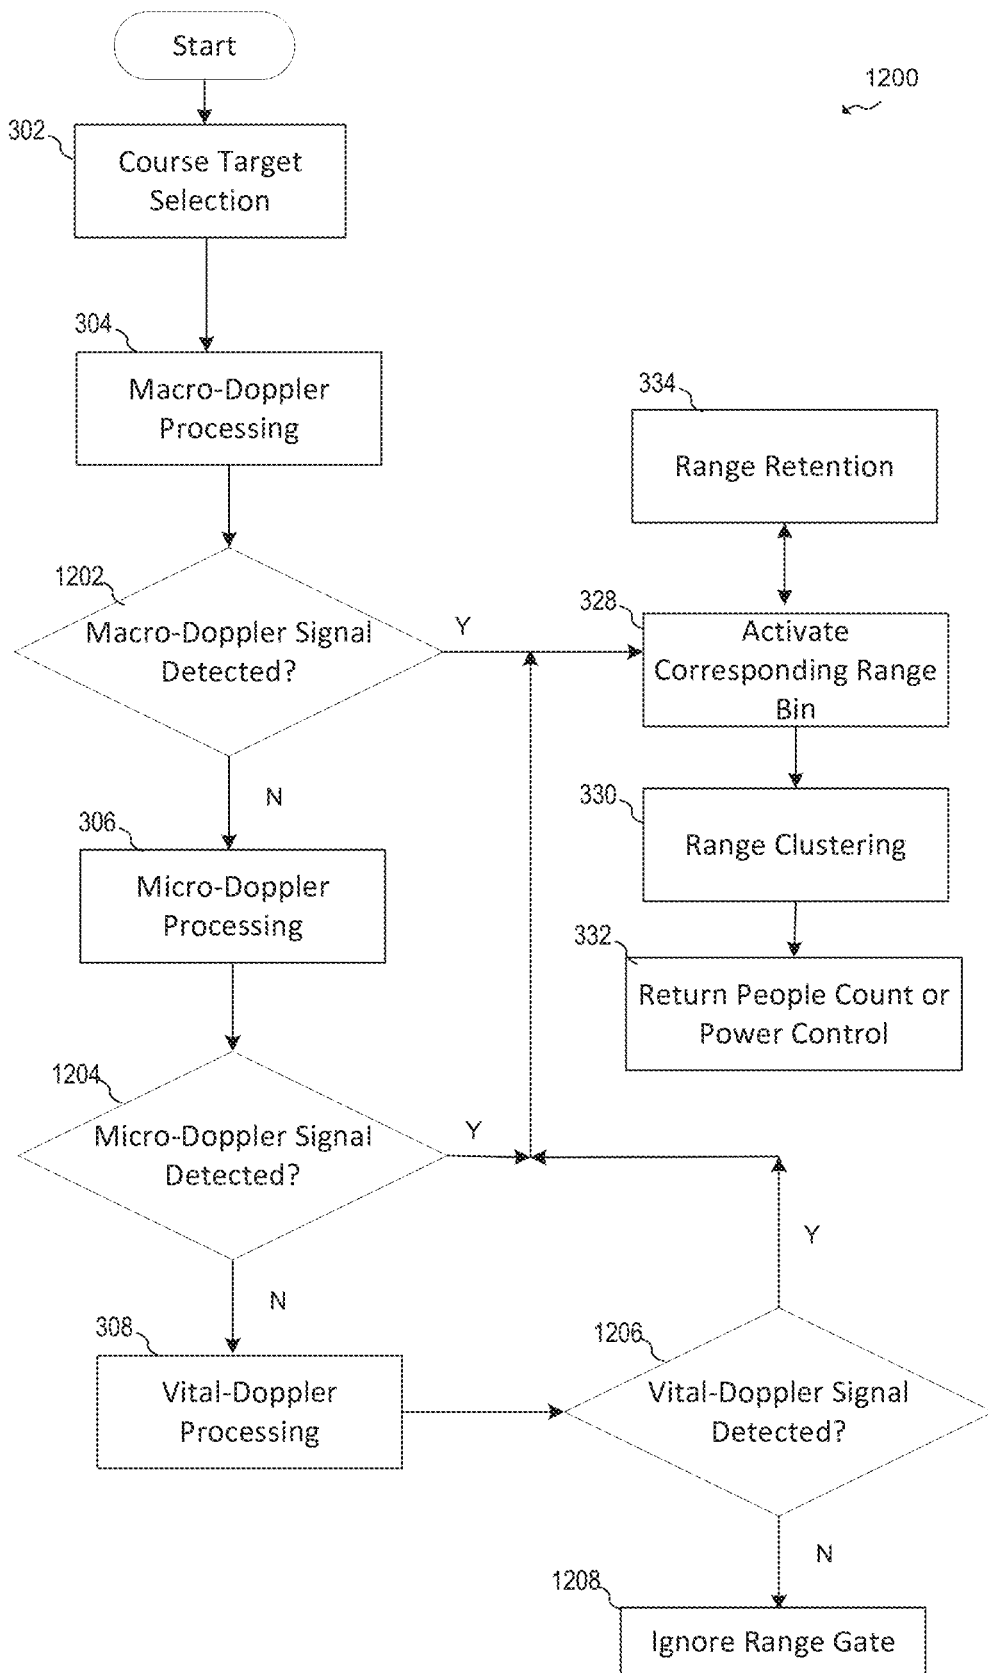 Start
1200
302
Course Target
Selection
304
Macro-Doppler
Processing
334
Range Retention
1202
Macro-Doppler Signal
Detected?
Y
328
Activate
Corresponding Range
Bin
N
306
Micro-Doppler
Processing
330
Range Clustering
332
Return People Count or
Power Control
1204
Micro-Doppler Signal
Detected?
Y
Y
N
308
Vital-Doppler
Processing
1206
Vital-Doppler Signal
Detected?
N
1208
Ignore Range Gate